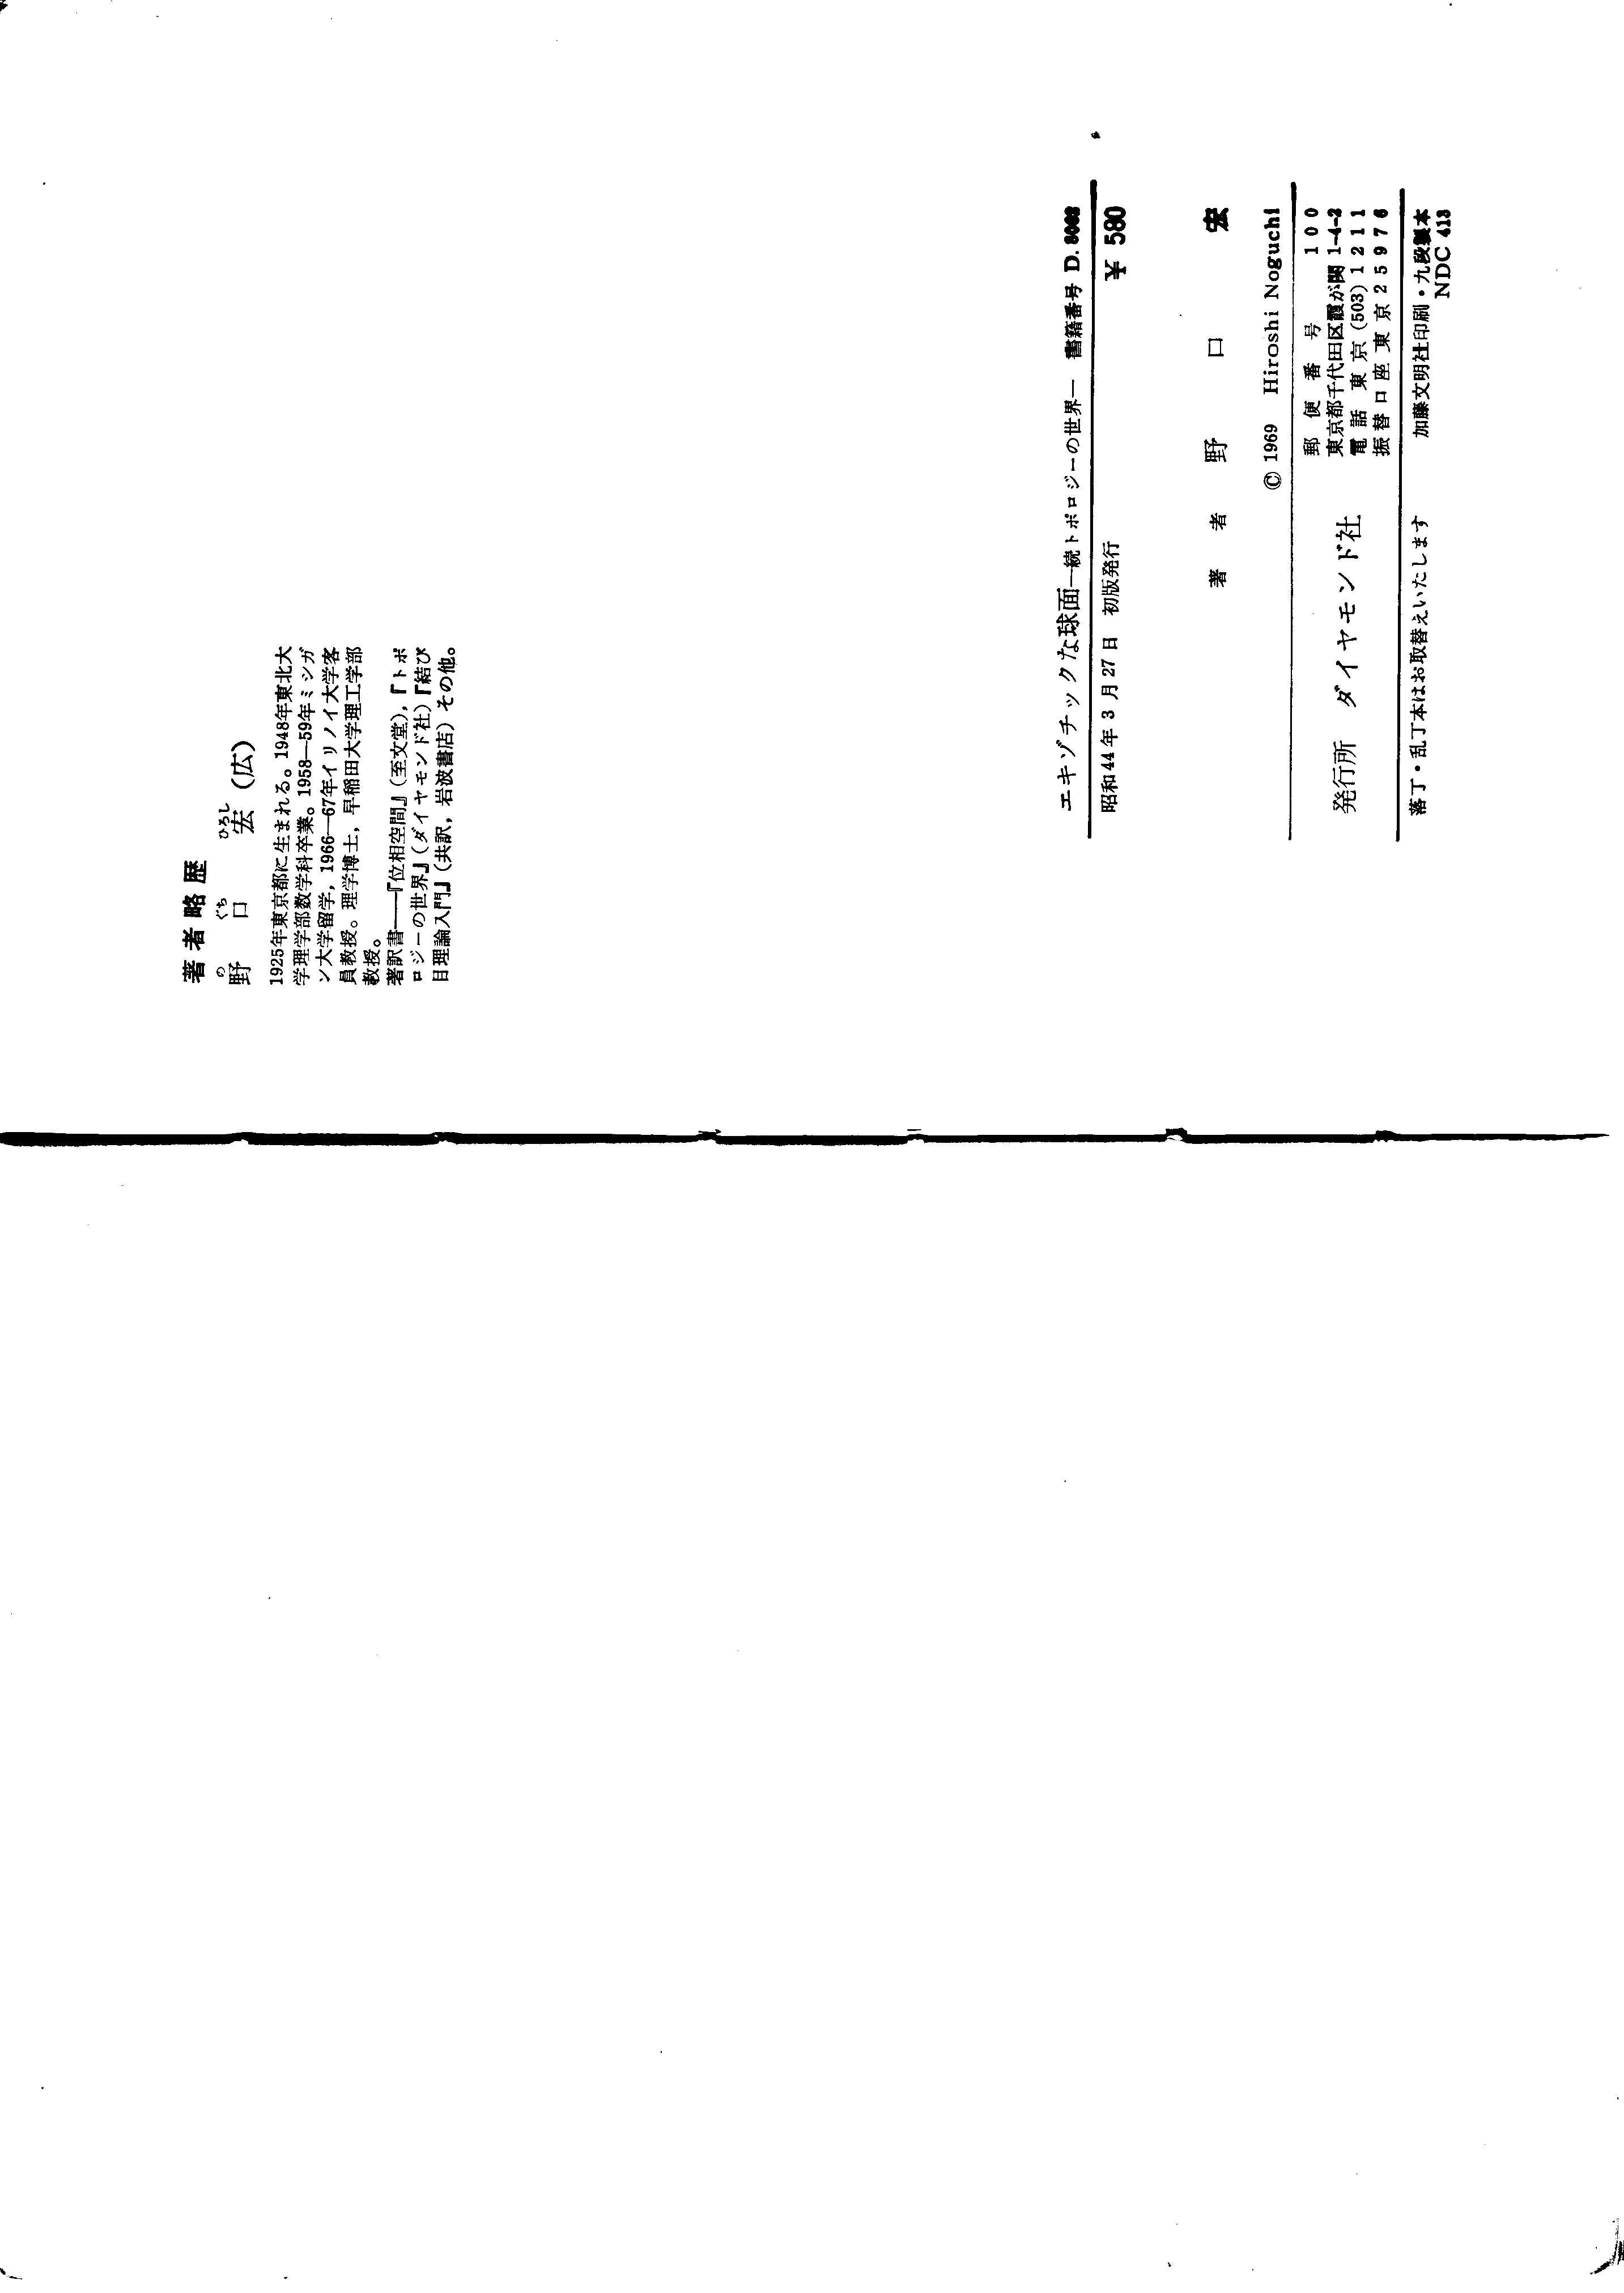 著者略歴
野口 宏（広）
の ぐち ひろし
1925年東京都に生まれる。1948年東北大
学理学部数学科卒業。1958—59年ミシガ
ン大学留学，1966—67年イリノイ大学客
員教授。理学博士，早稲田大学理工学部
教授。
著訳書——『位相空間』（至文堂），『トポ
ロジーの世界』（ダイヤモンド社）『結び
目理論入門』（共訳，岩波書店）その他。
エキゾチックな球面—続トポロジーの世界— 書籍番号 D.
昭和44年3月27日 初版発行 ¥580
著者 野口宏
© 1969 Hiroshi Noguchi
発行所 ダイヤモンド社
郵便番号 100
東京都千代田区霞が関1-4-2
電話東京(503)1211
振替口座東京25976
落丁・乱丁本はお取替えいたします 加藤文明社印刷・九段製本
NDC 413